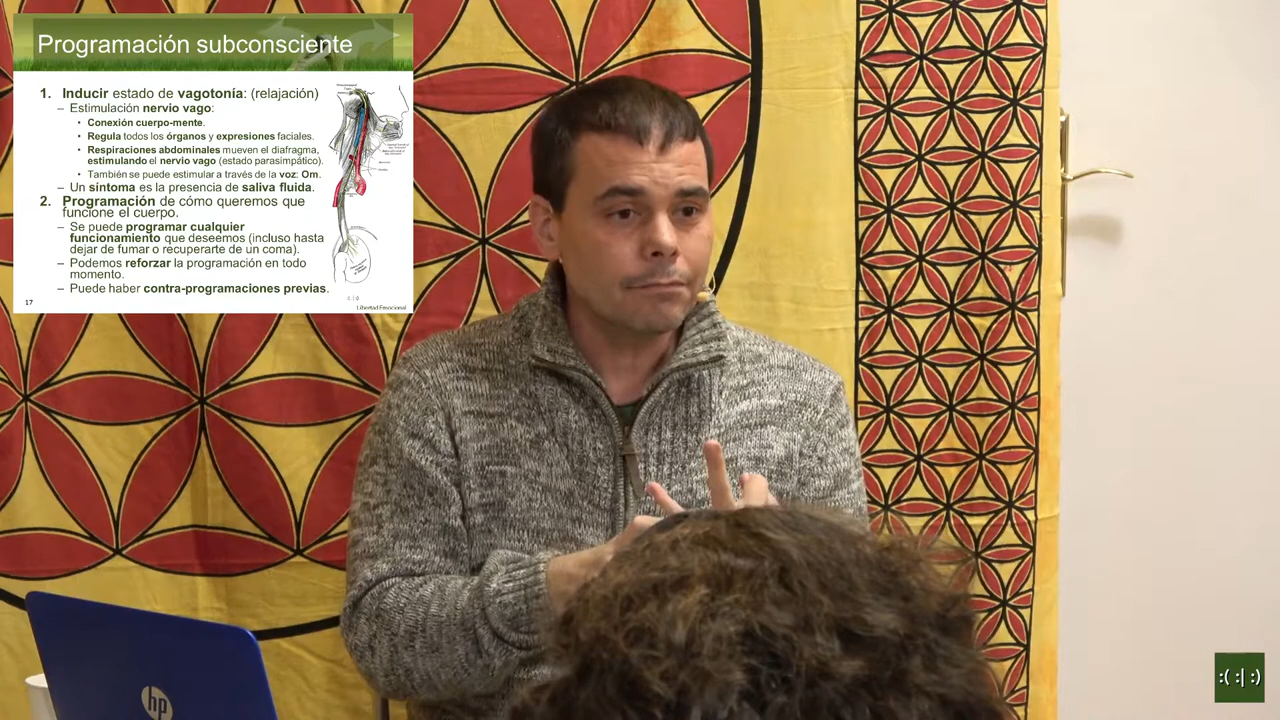 Programación subconsciente
1. Inducir estado de vagotonía: (relajación)
– Estimulación nervio vago:
• Conexión cuerpo-mente.
• Regula todos los órganos y expresiones faciales.
• Respiraciones abdominales mueven el diafragma,
estimulando el nervio vago (estado parasimpático).
• También se puede estimular a través de la voz: Om.
– Un síntoma es la presencia de saliva fluida.
2. Programación de cómo queremos que
funcione el cuerpo.
– Se puede programar cualquier
funcionamiento que deseemos (incluso hasta
dejar de fumar o recuperarte de un coma).
– Podemos reforzar la programación en todo
momento.
– Puede haber contra-programaciones previas.
17
Libertad Emocional
hp
:( :| :)